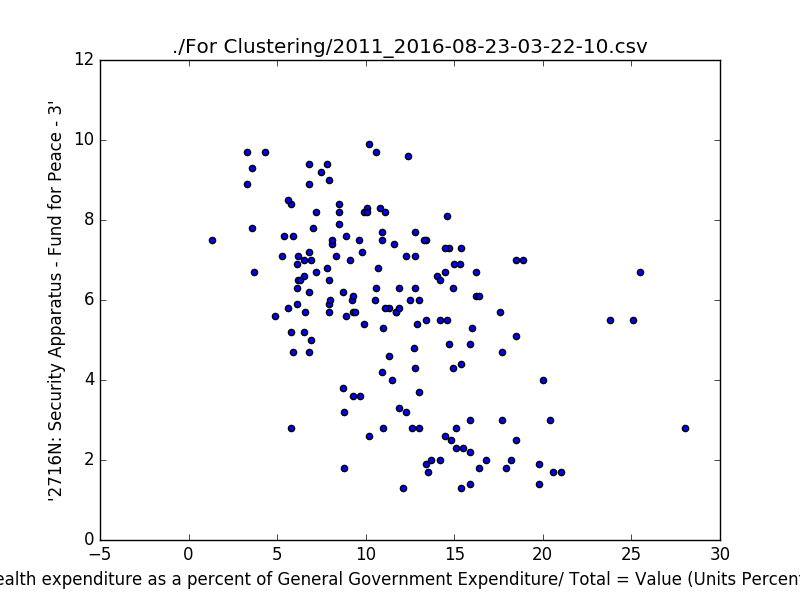 ./For Clustering/2011_2016-08-23-03-22-10.csv
12
10
8
6
4
2
0
'2716N: Security Apparatus - Fund for Peace - 3'
−5 0 5 10 15 20 25 30
expenditure as a percent of General Government Expenditure/ Total = Value (Units